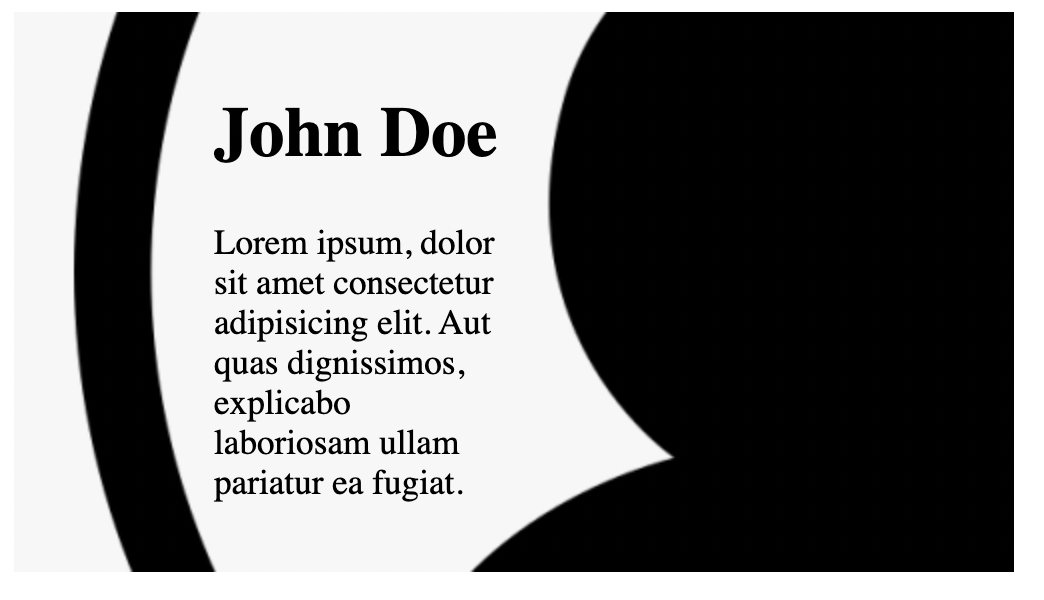 John Doe
Lorem ipsum, dolor
sit amet consectetur
adipisicing elit. Aut
quas dignissimos,
explicabo
laboriosam ullam
pariatur ea fugiat.